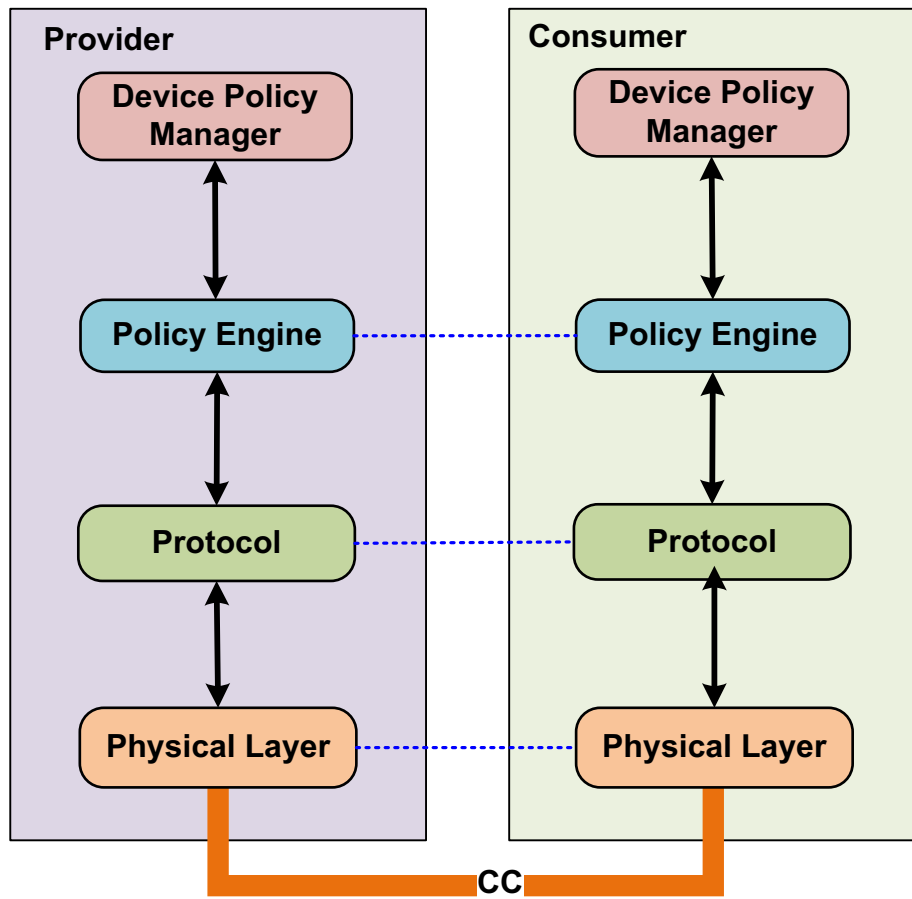 Provider
Device Policy
Manager
Policy Engine
Protocol
Physical Layer
Consumer
Device Policy
Manager
Policy Engine
Protocol
Physical Layer
CC